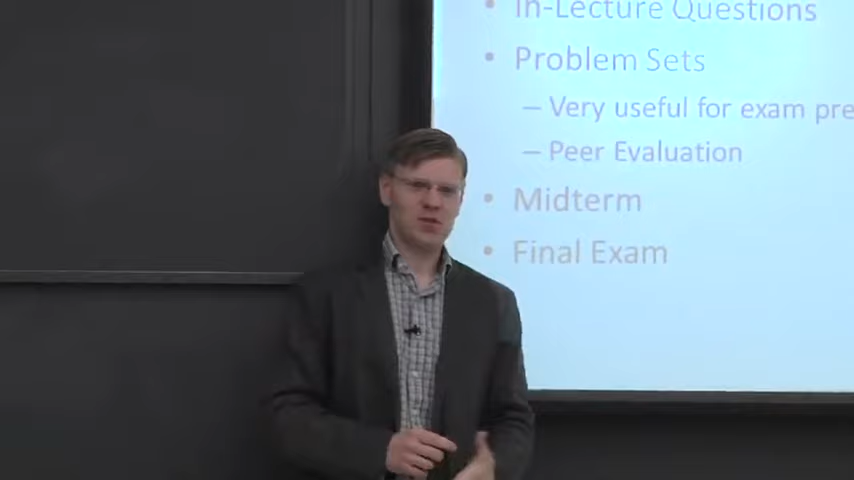 • In-Lecture Questions
• Problem Sets
– Very useful for exam pre
– Peer Evaluation
• Midterm
• Final Exam